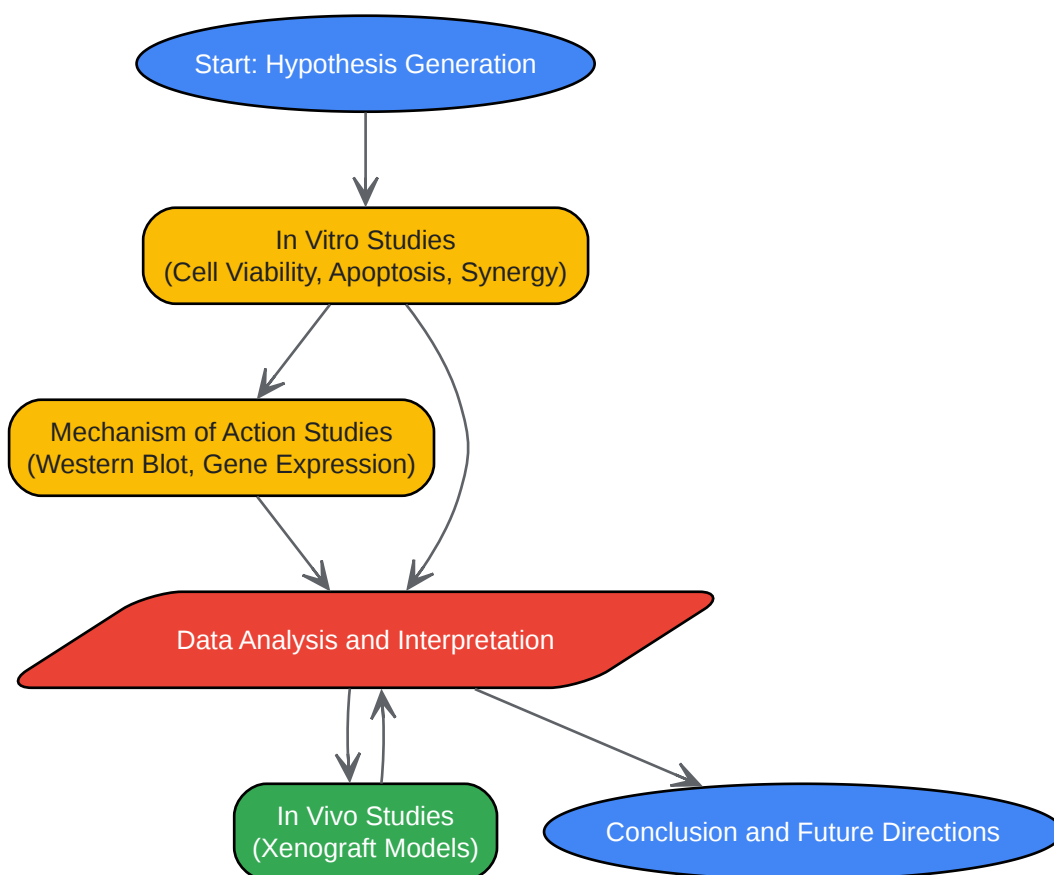 Start: Hypothesis Generation
In Vitro Studies
(Cell Viability, Apoptosis, Synergy)
Mechanism of Action Studies
(Western Blot, Gene Expression)
Data Analysis and Interpretation
In Vivo Studies
(Xenograft Models)
Conclusion and Future Directions